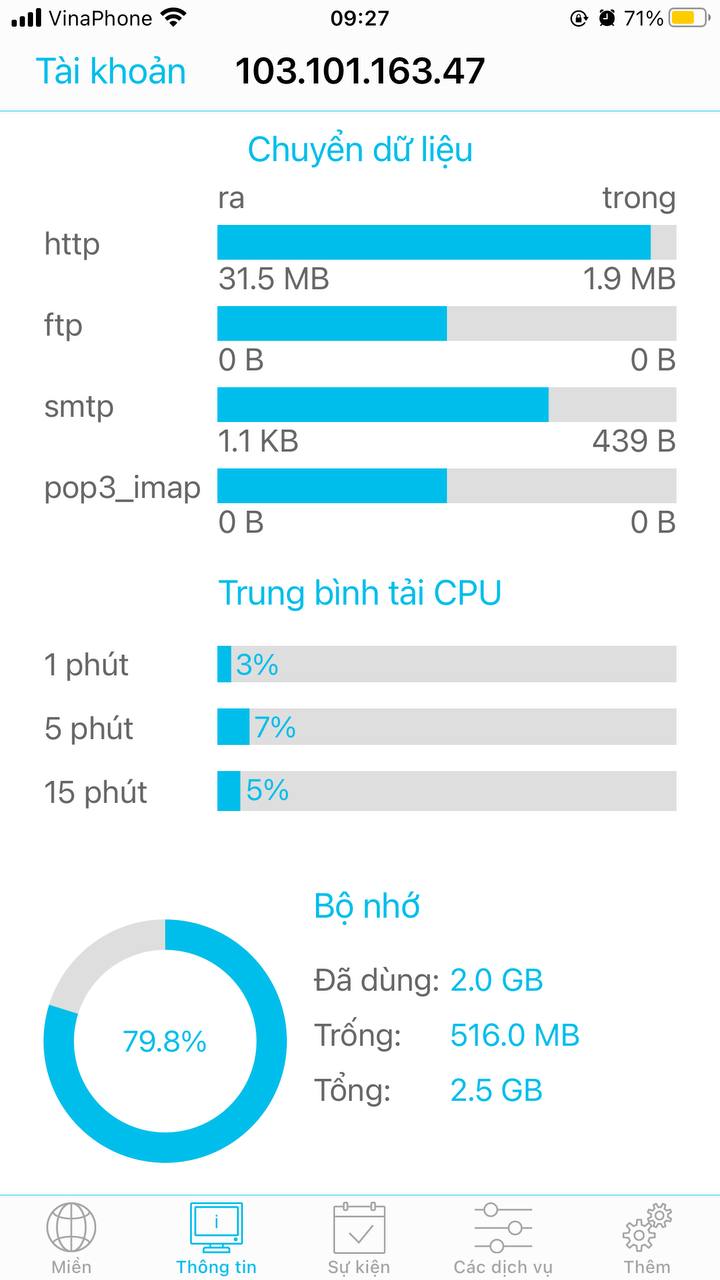 VinaPhone 09:27 71%
Tài khoản 103.101.163.47
Chuyển dữ liệu
ra trong
http
31.5 MB 1.9 MB
ftp
0 B 0 B
smtp
1.1 KB 439 B
pop3_imap
0 B 0 B
Trung bình tải CPU
1 phút 3%
5 phút 7%
15 phút 5%
Bộ nhớ
79.8%
Đã dùng: 2.0 GB
Trống: 516.0 MB
Tổng: 2.5 GB
i
Miền Thông tin Sự kiện Các dịch vụ Thêm